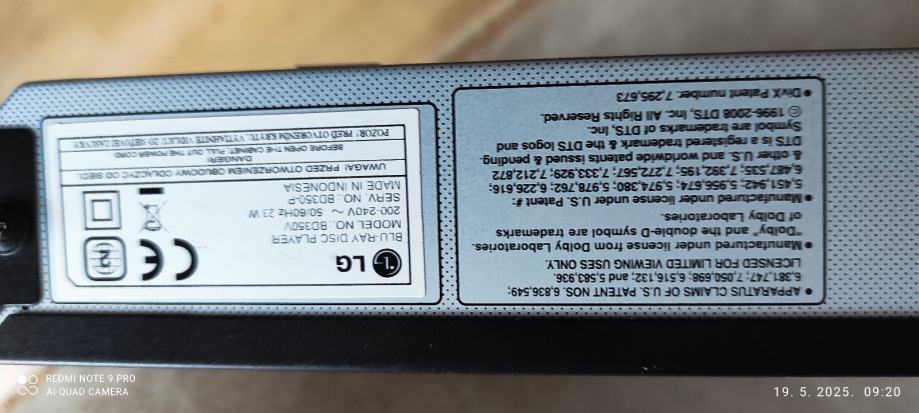 LG
BLU-RAY DISC PLAYER
MODEL NO : BD350V
200-240V ~ 50/60Hz 23 W
SERV. NO : BD350-P
MADE IN INDONESIA
CE
2
UWAGA! PRZED OTWORZENIEM OBUDOWY ODŁĄCZYĆ OD SIECI
DANGER!
BEFORE OPEN THE CABINET, PULL OUT THE POWER CORD
POZOR: PRED OTVORENÍM KRYTU, VYTIAHNITE VIDLICU ZO SIEŤOVEJ ZÁSUVKY
• APPARATUS CLAIMS OF U.S. PATENT NOS. 6,836,549;
6,381,747; 7,050,698; 6,516,132; and 5,583,936.
LICENSED FOR LIMITED VIEWING USES ONLY.
• Manufactured under license from Dolby Laboratories.
"Dolby" and the double-D symbol are trademarks
of Dolby Laboratories.
• Manufactured under license under U.S. Patent #:
5,451,942; 5,956,674; 5,974,380; 5,978,762; 6,226,616;
6,487,535; 7,392,195; 7,272,567; 7,333,929; 7,212,872
& other U.S. and worldwide patents issued & pending.
DTS is a registered trademark & the DTS logos and
Symbol are trademarks of DTS, Inc.
© 1996-2008 DTS, Inc. All Rights Reserved.
• DivX Patent number. 7,295,673
REDMI NOTE 9 PRO
AI QUAD CAMERA
19. 5. 2025. 09:20